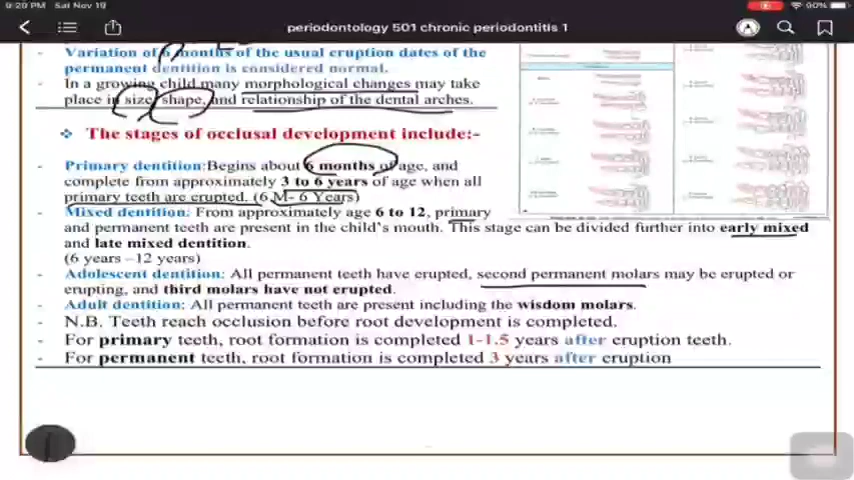 9:20 PM Sat Nov 19
90%
periodontology 501 chronic periodontitis 1
- Variation of 6 months of the usual eruption dates of the
permanent dentition is considered normal.
- In a growing child many morphological changes may take
place in size, shape, and relationship of the dental arches.
❖ The stages of occlusal development include:-
- Primary dentition:Begins about 6 months of age, and
complete from approximately 3 to 6 years of age when all
primary teeth are erupted. (6 M- 6 Years)
- Mixed dentition: From approximately age 6 to 12, primary
and permanent teeth are present in the child's mouth. This stage can be divided further into early mixed
and late mixed dentition.
(6 years –12 years)
- Adolescent dentition: All permanent teeth have erupted, second permanent molars may be erupted or
erupting, and third molars have not erupted.
- Adult dentition: All permanent teeth are present including the wisdom molars.
- N.B. Teeth reach occlusion before root development is completed.
- For primary teeth, root formation is completed 1-1.5 years after eruption teeth.
- For permanent teeth, root formation is completed 3 years after eruption